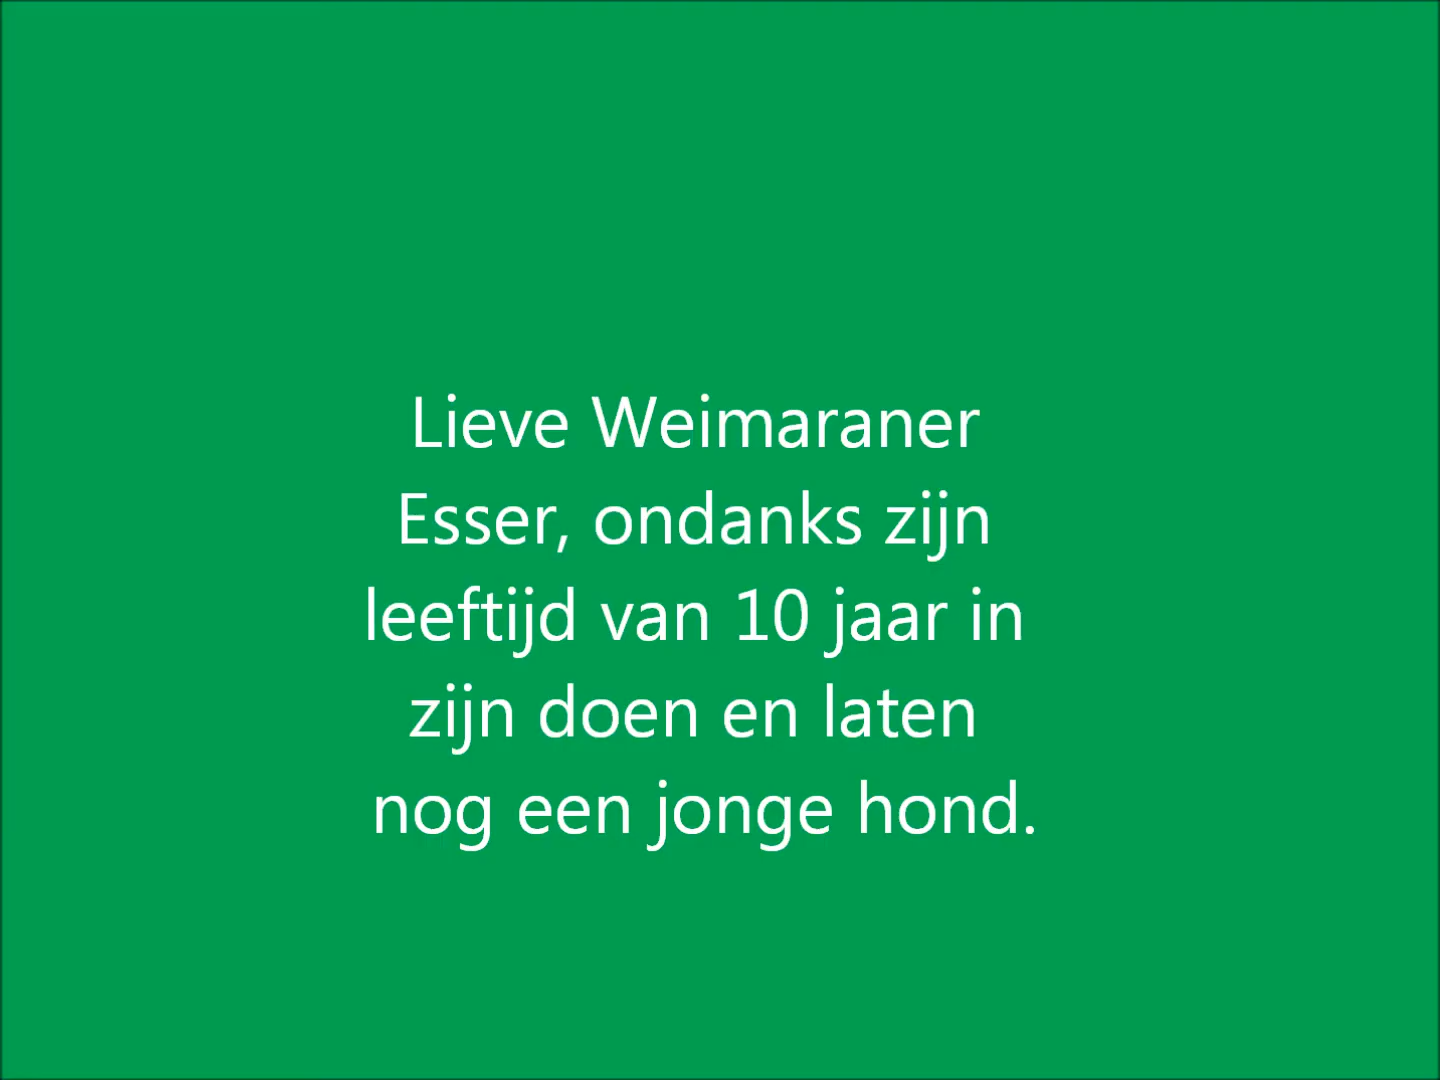 Lieve Weimaraner
Esser, ondanks zijn
leeftijd van 10 jaar in
zijn doen en laten
nog een jonge hond.